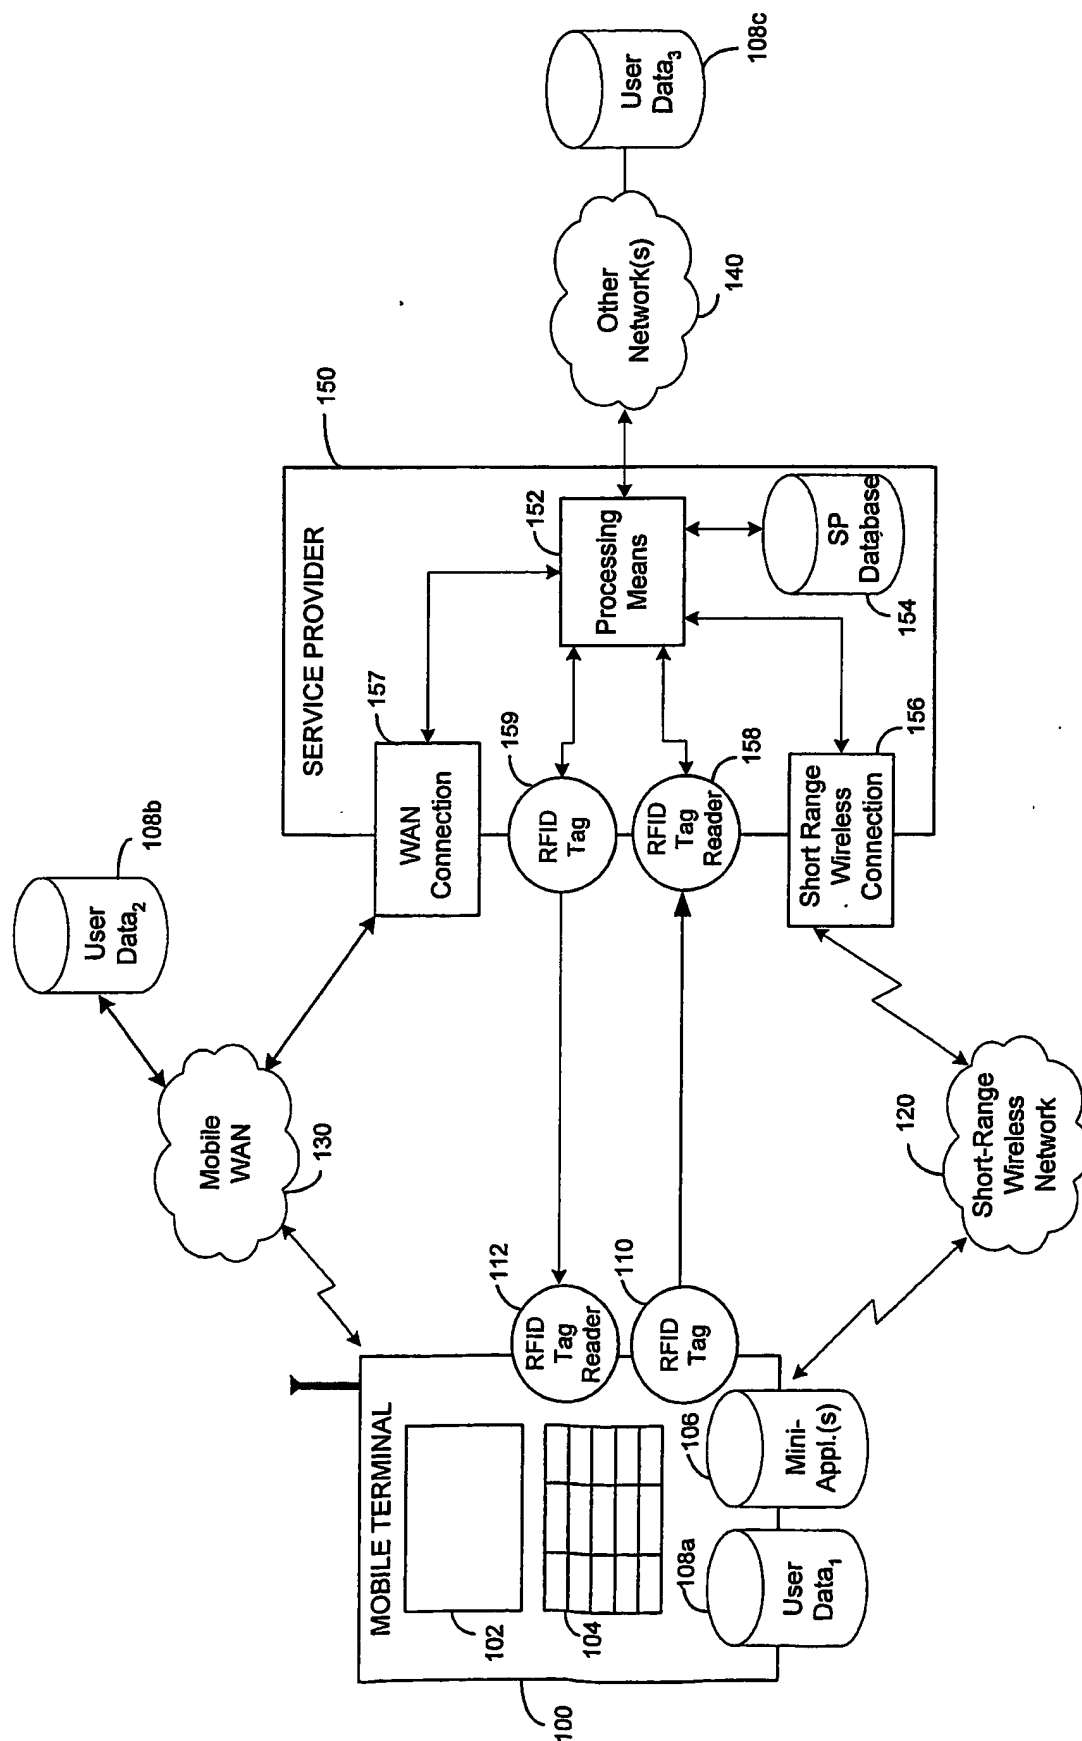 MOBILE TERMINAL
100
102
104
User
Data1
108a
Mini-
Appl.(s)
106
RFID
Tag
Reader
112
RFID
Tag
110
Mobile
WAN
130
User
Data2
108b
Short-Range
Wireless
Network
120
SERVICE PROVIDER
150
WAN
Connection
157
RFID
Tag
159
RFID
Tag
Reader
158
Short Range
Wireless
Connection
156
Processing
Means
152
SP
Database
154
Other
Network(s)
140
User
Data3
108c